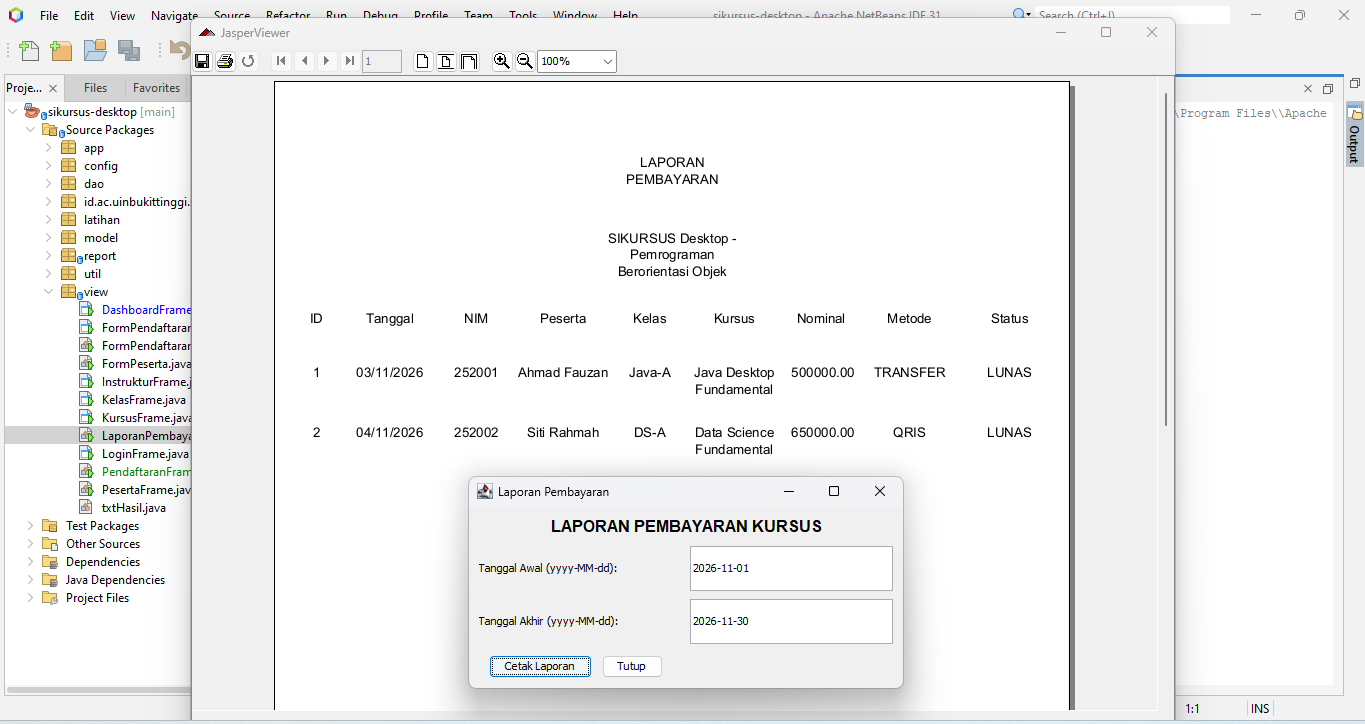 File Edit View Navigate Source Refactor Run Debug Profile Team Tools Window Help sikursus-desktop - Apache NetBeans IDE 31 Search (Ctrl+I)
JasperViewer
1 100%
Proje... Files Favorites
sikursus-desktop [main]
Source Packages
app
config
dao
id.ac.uinbukittinggi.
latihan
model
report
util
view
DashboardFrame
FormPendaftaran
FormPendaftaran
FormPeserta.java
InstrukturFrame.j
KelasFrame.java
KursusFrame.java
LaporanPembaya
LoginFrame.java
PendaftaranFram
PesertaFrame.jav
txtHasil.java
Test Packages
Other Sources
Dependencies
Java Dependencies
Project Files
LAPORAN
PEMBAYARAN
SIKURSUS Desktop -
Pemrograman
Berorientasi Objek
ID Tanggal NIM Peserta Kelas Kursus Nominal Metode Status
1 03/11/2026 252001 Ahmad Fauzan Java-A Java Desktop 500000.00 TRANSFER LUNAS
Fundamental
2 04/11/2026 252002 Siti Rahmah DS-A Data Science 650000.00 QRIS LUNAS
Fundamental
Laporan Pembayaran
LAPORAN PEMBAYARAN KURSUS
Tanggal Awal (yyyy-MM-dd): 2026-11-01
Tanggal Akhir (yyyy-MM-dd): 2026-11-30
Cetak Laporan Tutup
\Program Files\\Apache
Output
1:1 INS